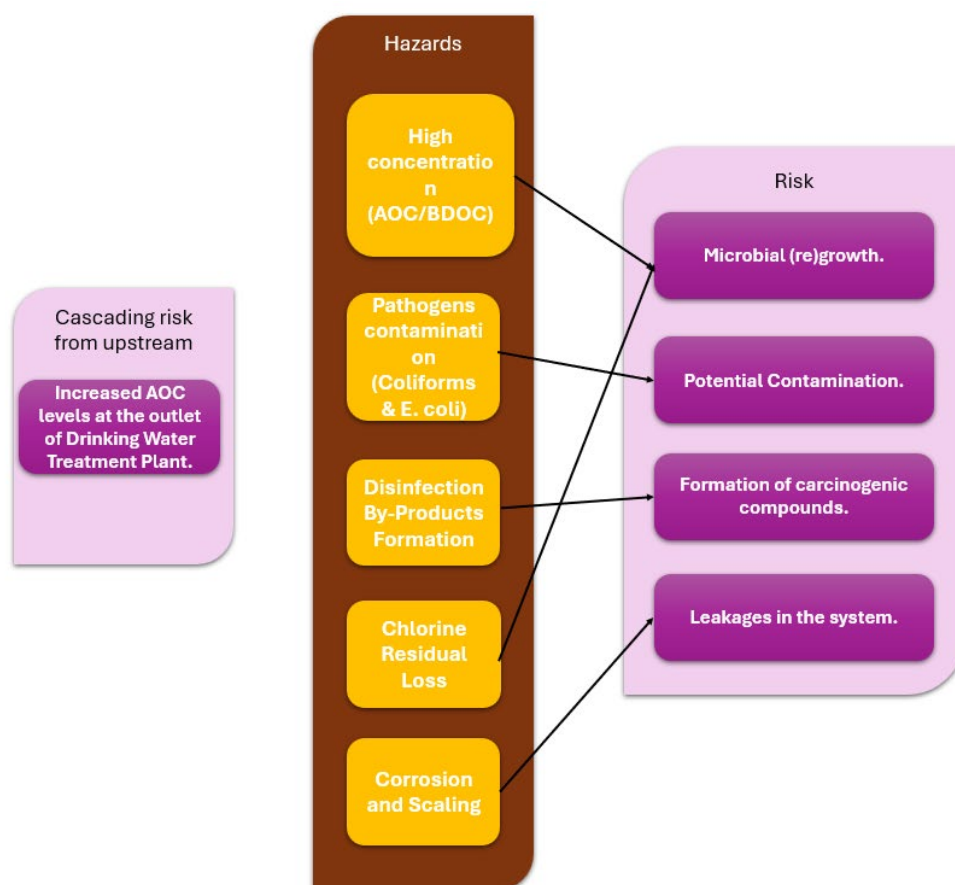 Cascading risk
from upstream
Increased AOC
levels at the outlet
of Drinking Water
Treatment Plant.
Hazards
High
concentratio
n
(AOC/BDOC)
Pathogens
contaminati
on
(Coliforms
& E. coli)
Disinfection
By-Products
Formation
Chlorine
Residual
Loss
Corrosion
and Scaling
Risk
Microbial (re)growth.
Potential Contamination.
Formation of carcinogenic
compounds.
Leakages in the system.